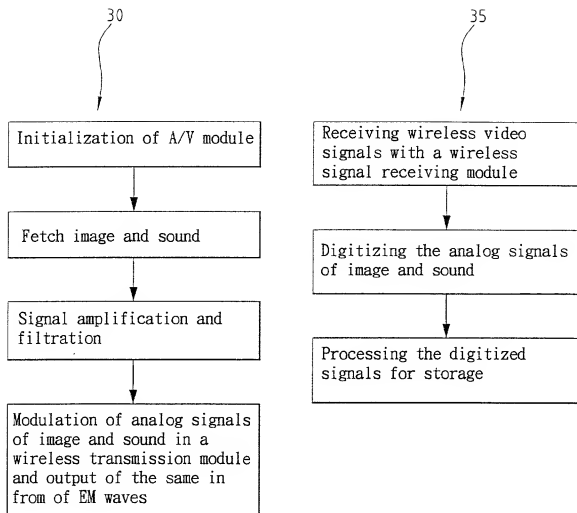 30
Initialization of A/V module
Fetch image and sound
Signal amplification and
filtration
Modulation of analog signals
of image and sound in a
wireless transmission module
and output of the same in
from of EM waves
35
Receiving wireless video
signals with a wireless
signal receiving module
Digitizing the analog signals
of image and sound
Processing the digitized
signals for storage